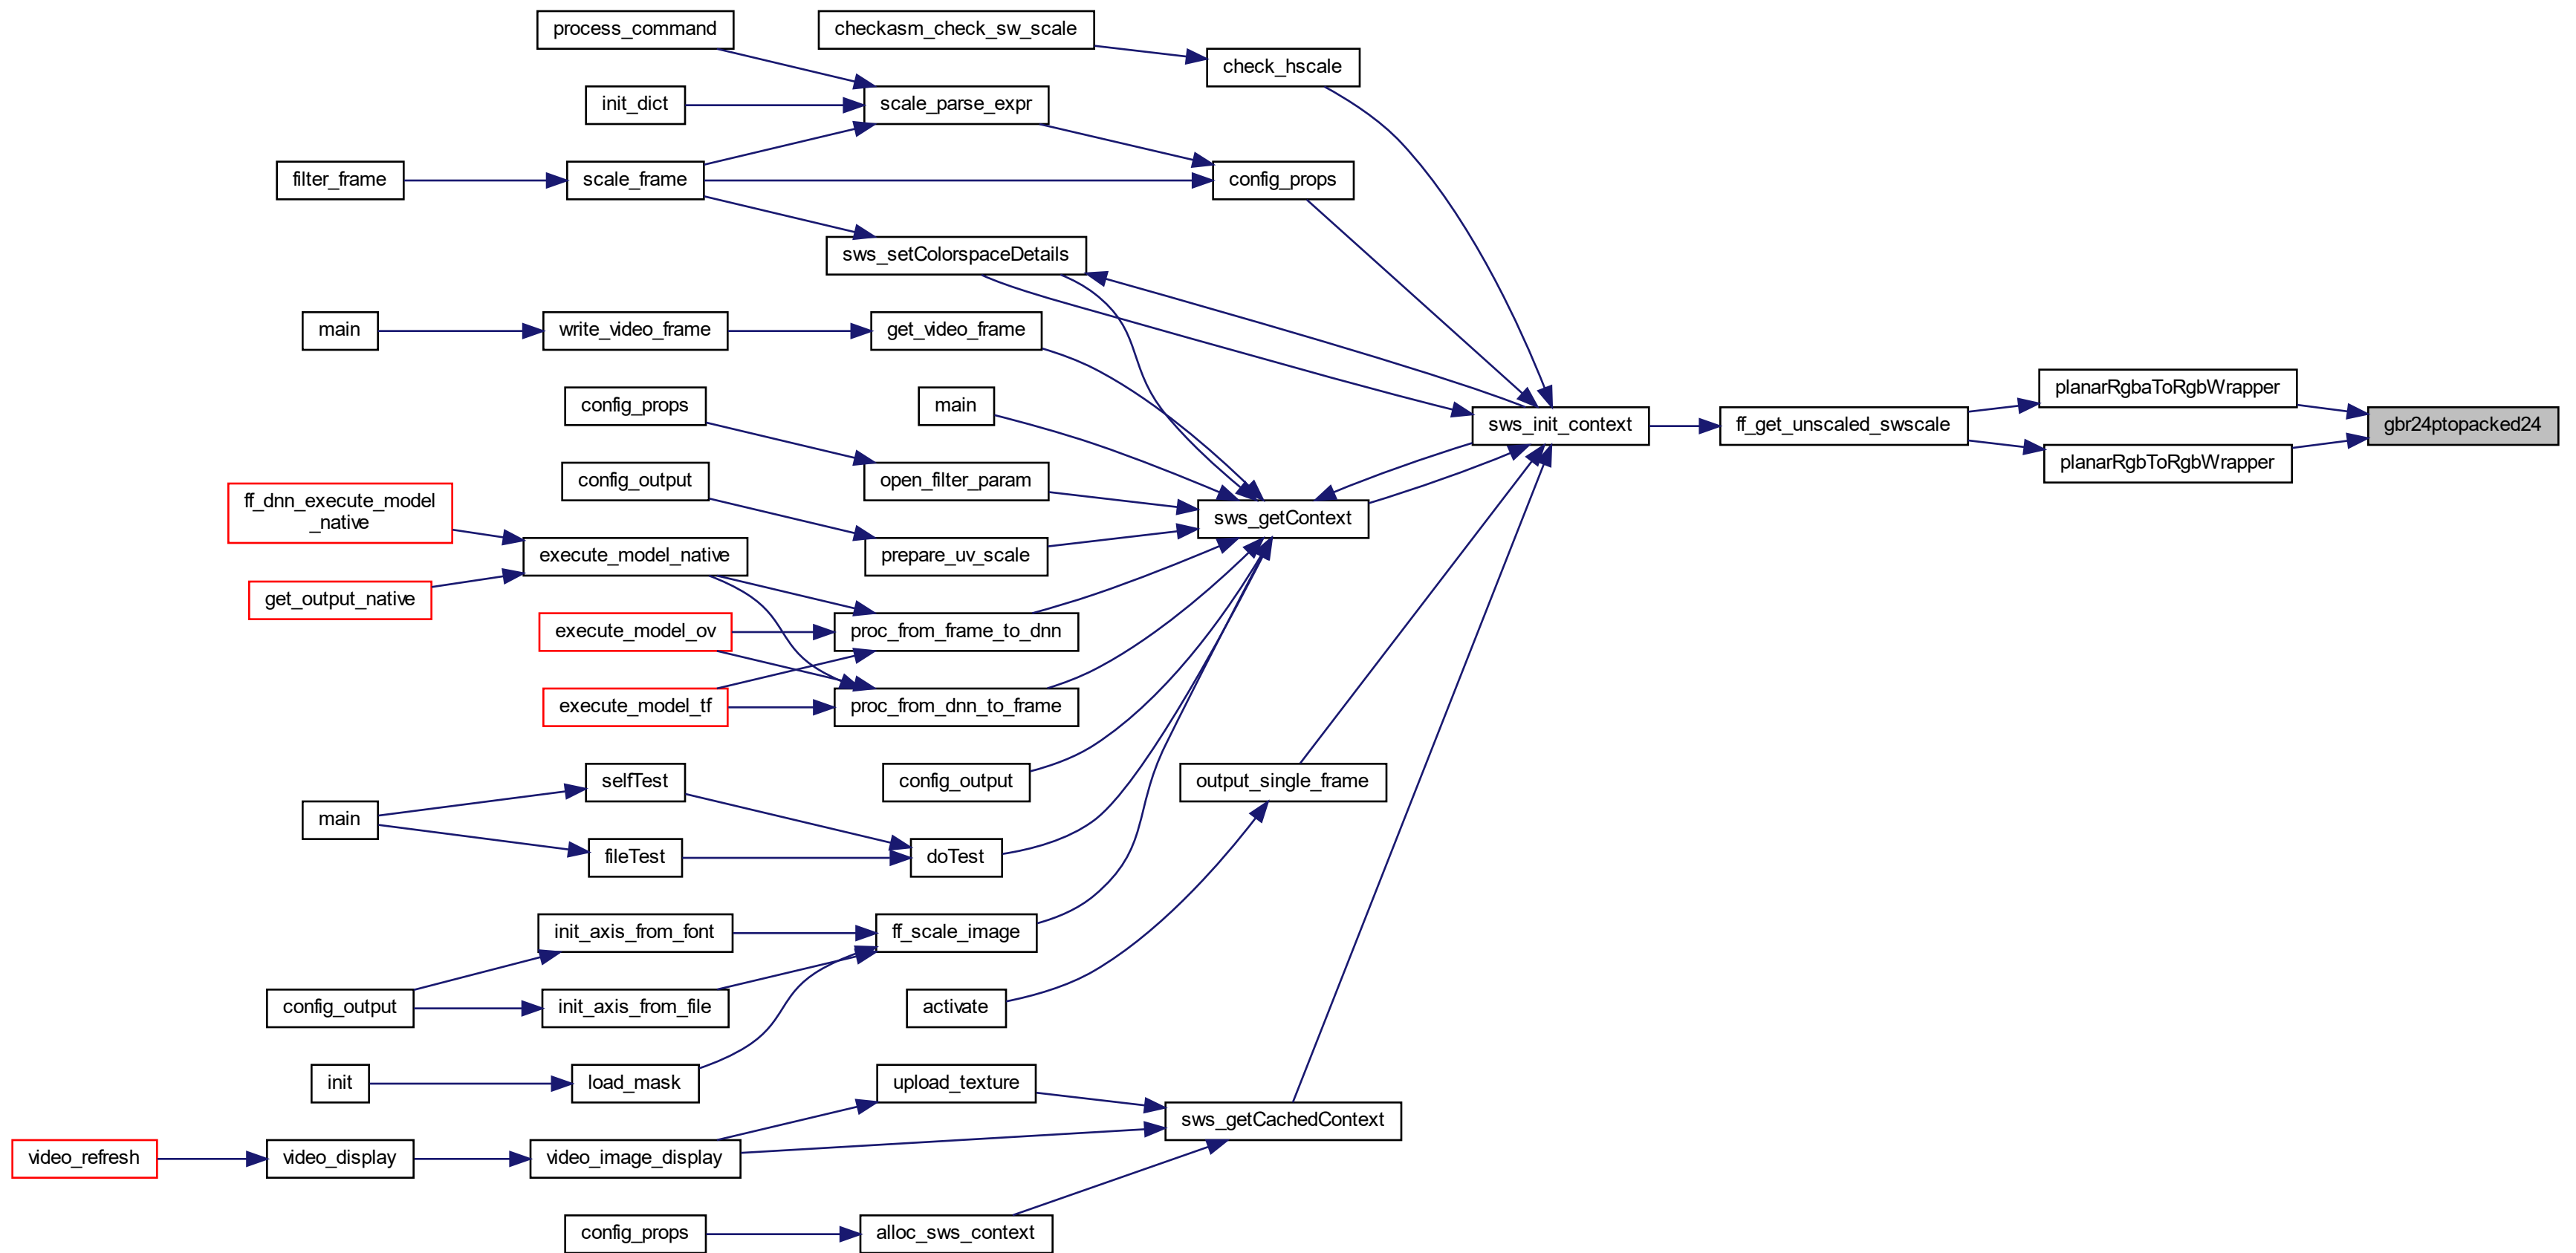 process_command
checkasm_check_sw_scale
check_hscale
init_dict
scale_parse_expr
filter_frame
scale_frame
config_props
sws_setColorspaceDetails
main
write_video_frame
get_video_frame
config_props
main
sws_init_context
ff_get_unscaled_swscale
planarRgbaToRgbWrapper
planarRgbToRgbWrapper
gbr24ptopacked24
config_output
open_filter_param
ff_dnn_execute_model
_native
sws_getContext
execute_model_native
prepare_uv_scale
get_output_native
execute_model_ov
proc_from_frame_to_dnn
execute_model_tf
proc_from_dnn_to_frame
selfTest
config_output
output_single_frame
main
fileTest
doTest
init_axis_from_font
ff_scale_image
config_output
init_axis_from_file
activate
init
load_mask
upload_texture
sws_getCachedContext
video_refresh
video_display
video_image_display
config_props
alloc_sws_context